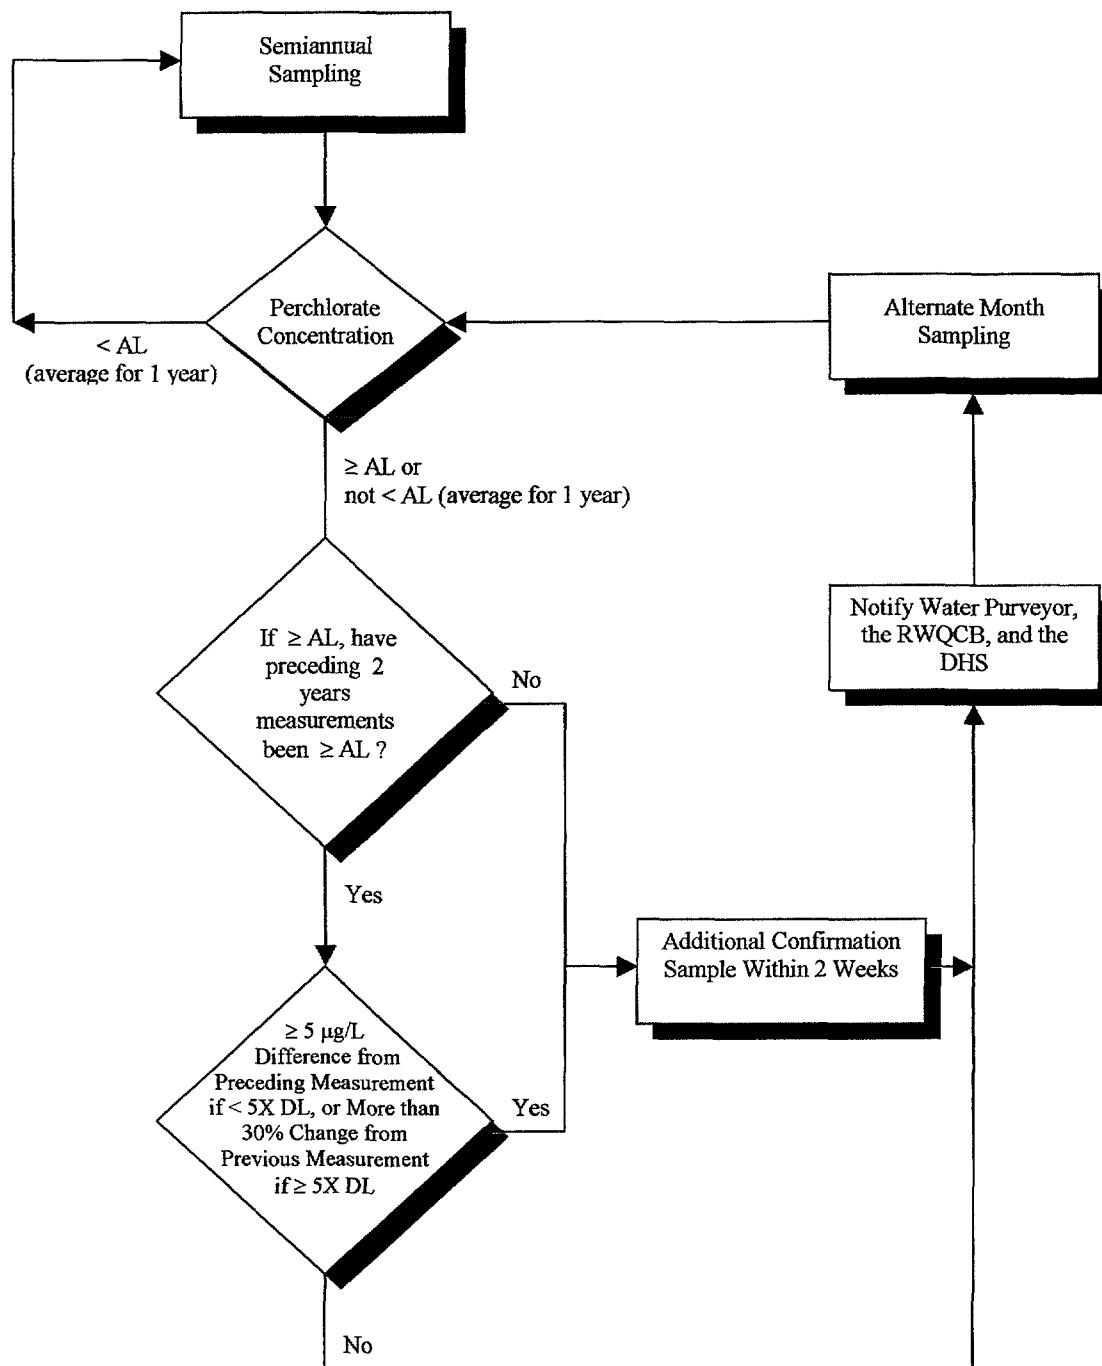 Semiannual
Sampling
Perchlorate
Concentration
< AL
(average for 1 year)
Alternate Month
Sampling
≥ AL or
not < AL (average for 1 year)
If ≥ AL, have
preceding 2
years
measurements
been ≥ AL ?
No
Notify Water Purveyor,
the RWQCB, and the
DHS
Yes
Additional Confirmation
Sample Within 2 Weeks
≥ 5 µg/L
Difference from
Preceding Measurement
if < 5X DL, or More than
30% Change from
Previous Measurement
if ≥ 5X DL
Yes
No